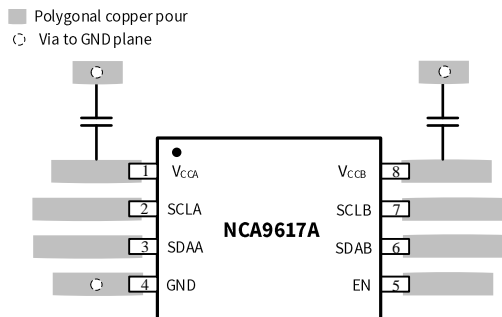 Polygonal copper pour
Via to GND plane
1 VCCA VCCB 8
2 SCLA SCLB 7
NCA9617A
3 SDAA SDAB 6
4 GND EN 5